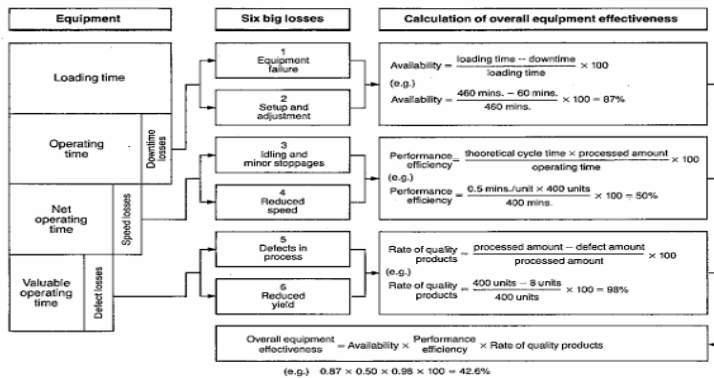 Equipment
Six big losses
Calculation of overall equipment effectiveness
Loading time
Operating
time
Downtime
losses
Net
operating
time
Speed losses
Valuable
operating
time
Defect losses
1
Equipment
failure
2
Setup and
adjustment
3
Idling and
minor stoppages
4
Reduced
speed
5
Defects in
process
6
Reduced
yield
Availability = loading time – downtime / loading time × 100
(e.g.)
Availability = 460 mins. – 60 mins. / 460 mins. × 100 = 87%
Performance efficiency = theoretical cycle time × processed amount / operating time × 100
(e.g.)
Performance efficiency = 0.5 mins./unit × 400 units / 400 mins. × 100 = 50%
Rate of quality products = processed amount – defect amount / processed amount × 100
(e.g.)
Rate of quality products = 400 units – 8 units / 400 units × 100 = 98%
Overall equipment effectiveness = Availability × Performance efficiency × Rate of quality products
(e.g.) 0.87 × 0.50 × 0.98 × 100 = 42.6%